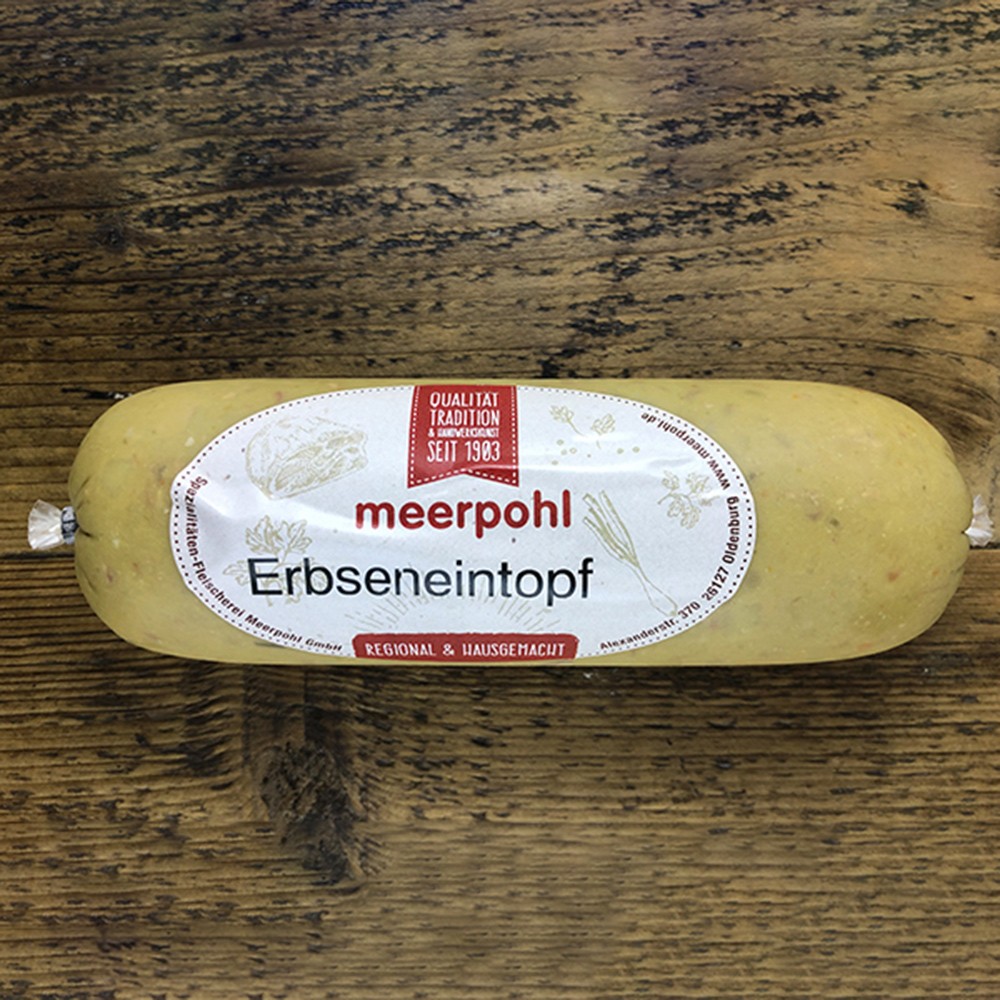 QUALITÄT
TRADITION
& HANDWERKSKUNST
SEIT 1903
meerpohl
Erbseneintopf
REGIONAL & HAUSGEMACHT
Spezialitäten-Fleischerei Meerpohl GmbH
Alexanderstr. 370 26127 Oldenburg www.meerpohl.de